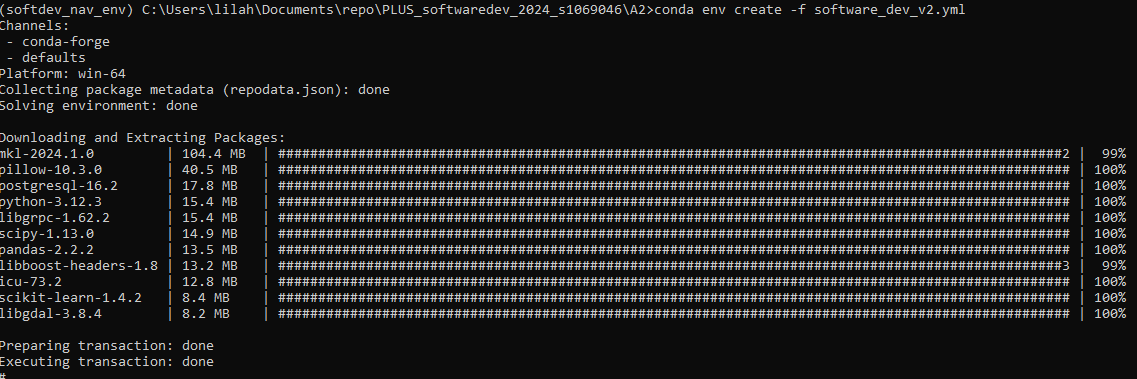 (softdev_nav_env) C:\Users\lilah\Documents\repo\PLUS_softwaredev_2024_s1069046\A2>conda env create -f software_dev_v2.yml
Channels:
 - conda-forge
 - defaults
Platform: win-64
Collecting package metadata (repodata.json): done
Solving environment: done

Downloading and Extracting Packages:
mkl-2024.1.0         | 104.4 MB  | ################################################################################################### 2 |  99%
pillow-10.3.0        | 40.5 MB   | #################################################################################################### | 100%
postgresql-16.2      | 17.8 MB   | #################################################################################################### | 100%
python-3.12.3        | 15.4 MB   | #################################################################################################### | 100%
libgrpc-1.62.2       | 15.4 MB   | #################################################################################################### | 100%
scipy-1.13.0         | 14.9 MB   | #################################################################################################### | 100%
pandas-2.2.2         | 13.5 MB   | #################################################################################################### | 100%
libboost-headers-1.8 | 13.2 MB   | ###################################################################################################3 |  99%
icu-73.2             | 12.8 MB   | #################################################################################################### | 100%
scikit-learn-1.4.2   | 8.4 MB    | #################################################################################################### | 100%
libgdal-3.8.4        | 8.2 MB    | #################################################################################################### | 100%

Preparing transaction: done
Executing transaction: done
#